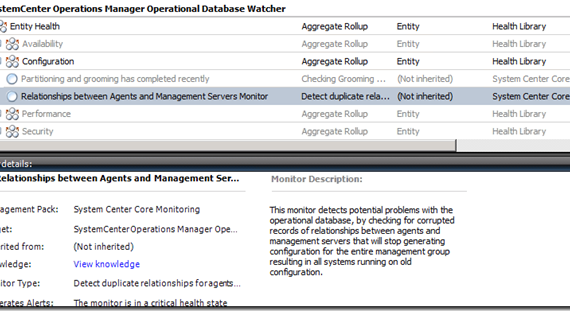 stemCenter Operations Manager Operational Database Watcher
Entity Health Aggregate Rollup Entity Health Library
Availability Aggregate Rollup Entity Health Library
Configuration Aggregate Rollup Entity Health Library
Partitioning and grooming has completed recently Checking Grooming ... (Not inherited) System Center Core
Relationships between Agents and Management Servers Monitor Detect duplicate rela... (Not inherited) System Center Core
Performance Aggregate Rollup Entity Health Library
Security Aggregate Rollup Entity Health Library
details:
elationships between Agents and Management Ser...
agement Pack: System Center Core Monitoring
get: SystemCenterOperations Manager Ope...
rited from: (Not inherited)
wledge: View knowledge
itor Type: Detect duplicate relationships for agents...
erates Alerts: The monitor is in a critical health state
Monitor Description:
This monitor detects potential problems with the
operational database, by checking for corrupted
records of relationships between agents and
management servers that will stop generating
configuration for the entire management group
resulting in all systems running on old
configuration.